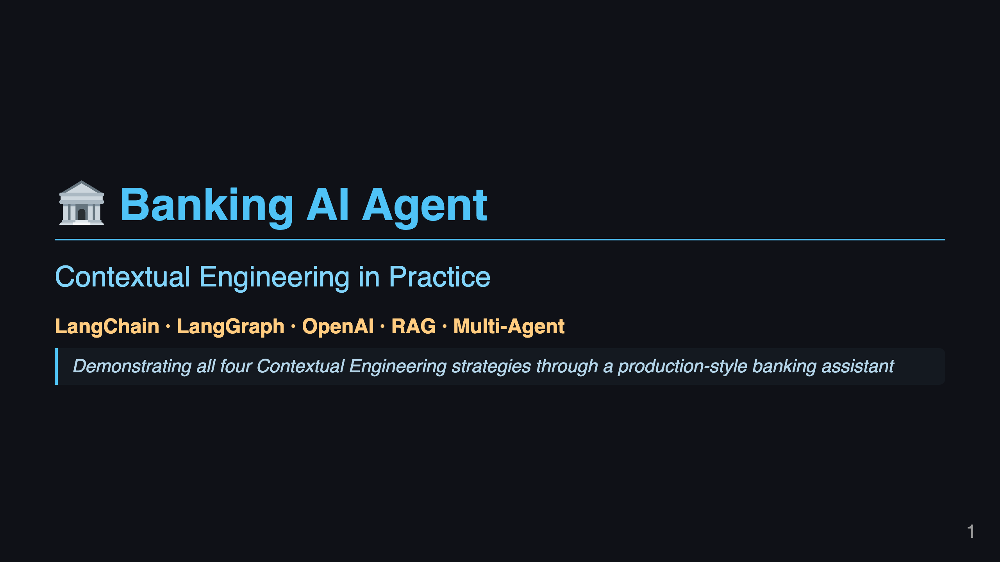 Banking AI Agent
Contextual Engineering in Practice
LangChain · LangGraph · OpenAI · RAG · Multi-Agent
Demonstrating all four Contextual Engineering strategies through a production-style banking assistant
1